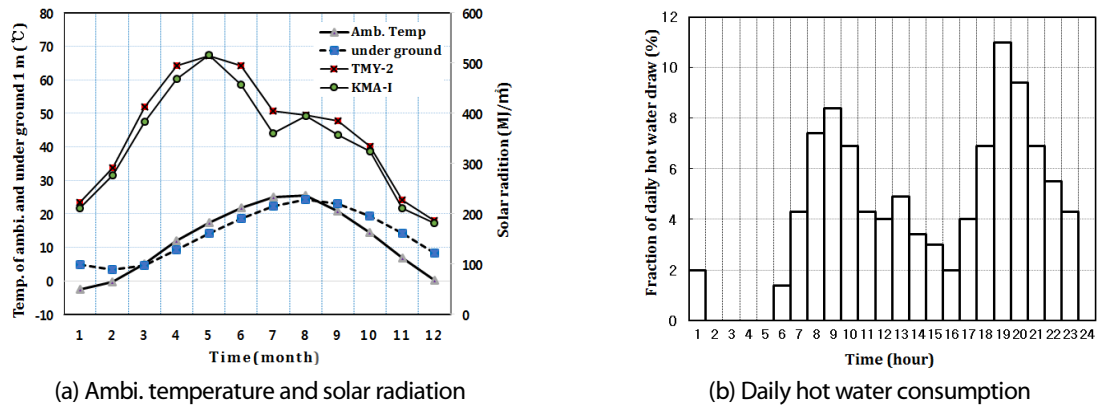 80
70
60
50
40
30
20
10
0
-10
Temp. of ambi. and under ground 1 m (℃)
600
500
400
300
200
100
0
Solar radition (MJ/㎡)
Amb. Temp
under ground
TMY-2
KMA-I
1 2 3 4 5 6 7 8 9 10 11 12
Time (month)
(a) Ambi. temperature and solar radiation
12
10
8
6
4
2
0
Fraction of daily hot water draw (%)
1 2 3 4 5 6 7 8 9 10 11 12 13 14 15 16 17 18 19 20 21 22 23 24
Time (hour)
(b) Daily hot water consumption